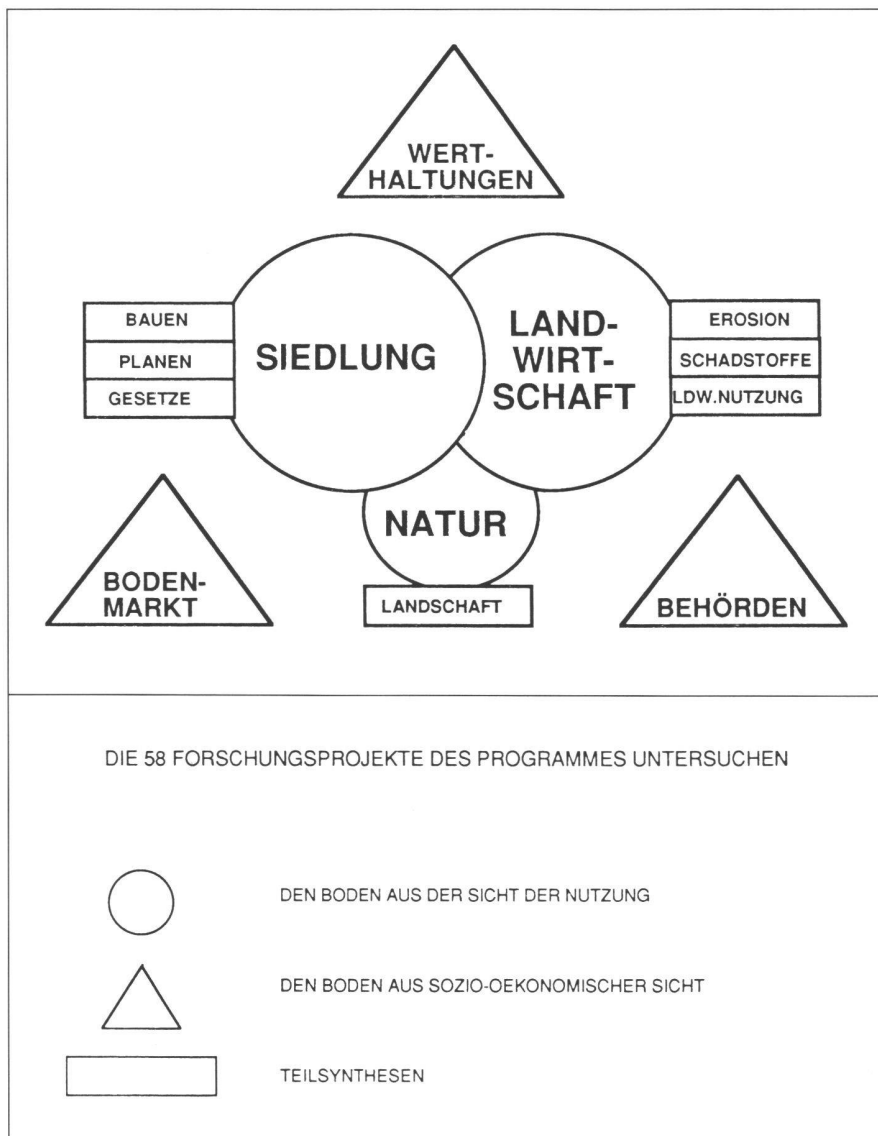 WERT-
HALTUNGEN
BAUEN
PLANEN
GESETZE
SIEDLUNG
LAND-
WIRT-
SCHAFT
EROSION
SCHADSTOFFE
LDW.NUTZUNG
NATUR
LANDSCHAFT
BODEN-
MARKT
BEHÖRDEN
DIE 58 FORSCHUNGSPROJEKTE DES PROGRAMMES UNTERSUCHEN
DEN BODEN AUS DER SICHT DER NUTZUNG
DEN BODEN AUS SOZIO-OEKONOMISCHER SICHT
TEILSYNTHESEN